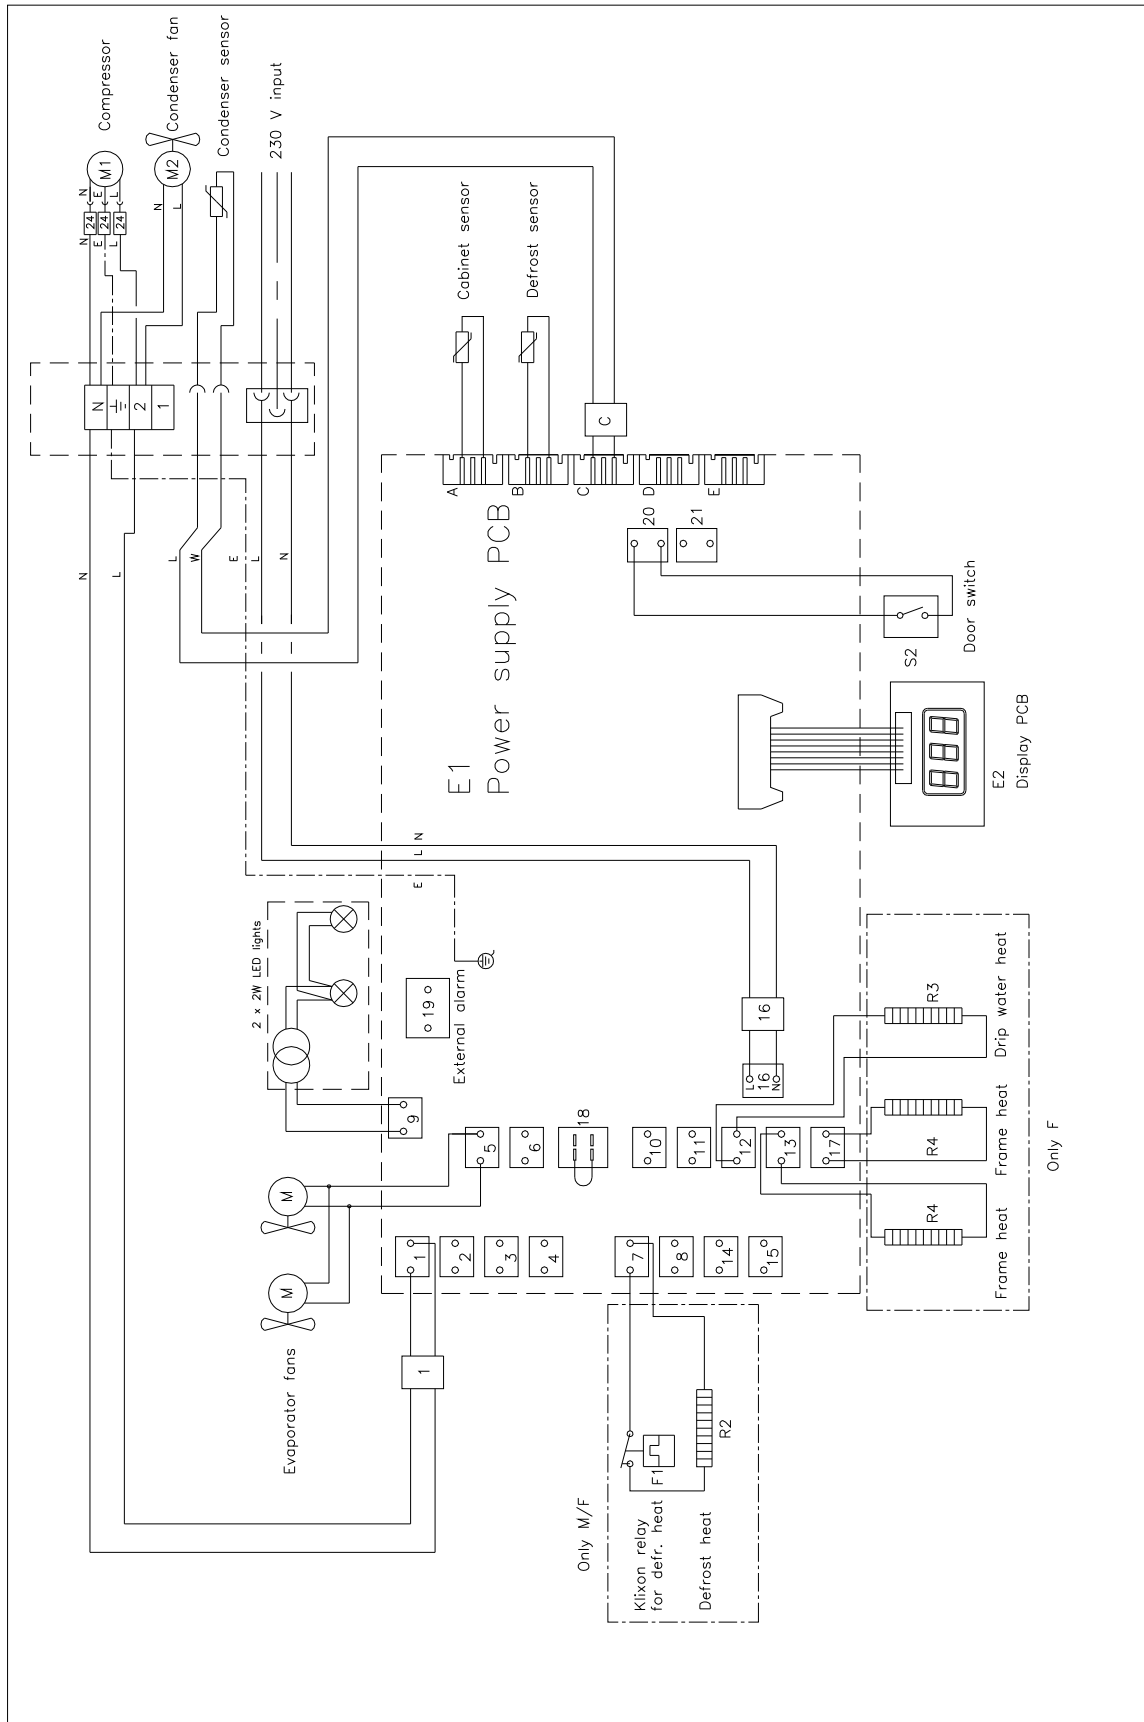 Compressor
Condenser fan
Condenser sensor
230 V input
M1
M2
N
E
L
24
24
24
N
E
L
N
L
N
2
1
N
L
L
W
E
L
N
Cabinet sensor
Defrost sensor
C
A
B
C
D
E
E1
Power supply PCB
20
21
S2
Door switch
E2
Display PCB
E
L
N
2 x 2W LED lights
19
External alarm
9
M
M
Evaporator fans
5
6
18
10
11
12
13
17
16
L
16
N
1
2
3
4
7
8
14
15
1
R3
Drip water heat
R4
Frame heat
R4
Frame heat
Only F
Only M/F
F1
Klixon relay
for defr. heat
R2
Defrost heat